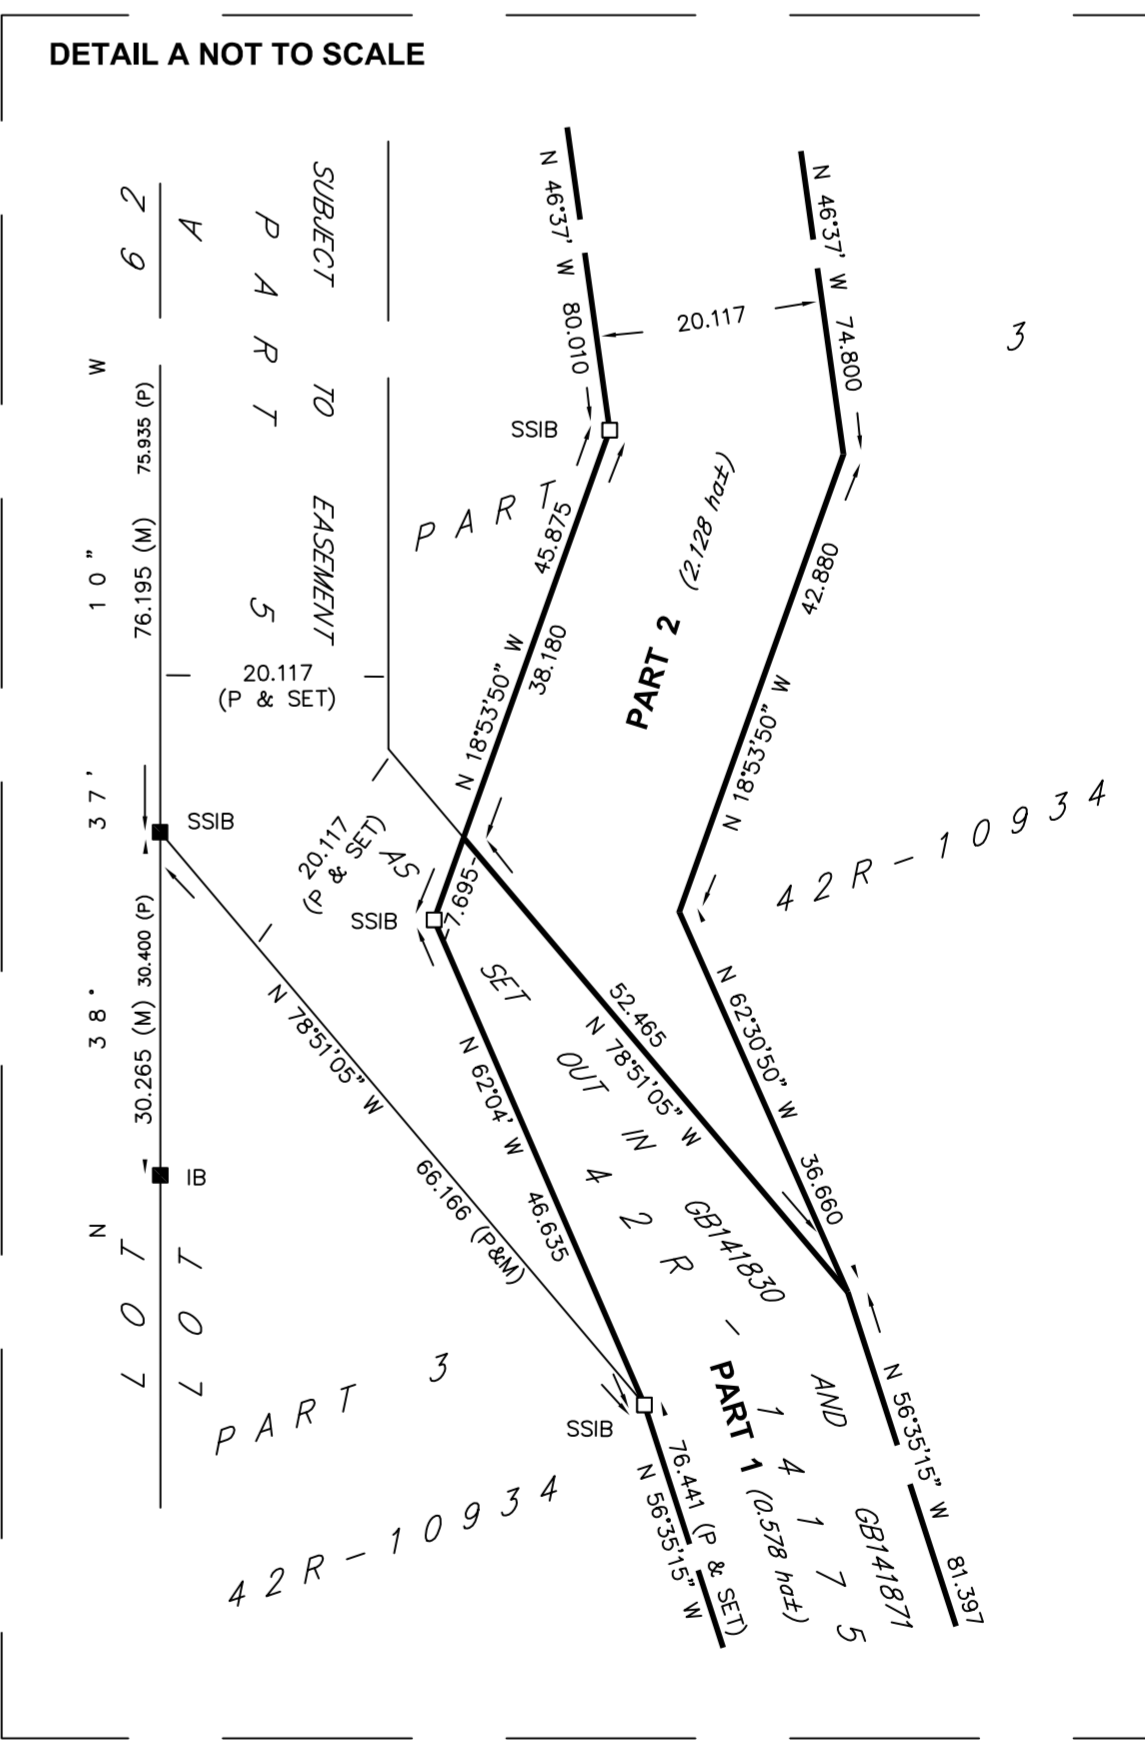 DETAIL A NOT TO SCALE
N 46°37' W 80.010
N 46°37' W 74.800
20.117
3
2 6 2
A
SUBJECT TO EASEMENT
P A R T 5
N 38° 37' 10" W
75.935 (P)
76.195 (M)
SSIB
P A R T
45.875
38.180
N 18°53'50" W
PART 2
(2.128 ha±)
42.880
N 18°53'50" W
20.117
(P & SET)
42R-10934
SSIB
20.117
(P & SET)
AS
SSIB
7.695
SET OUT IN GB141830 AND GB141871
30.400 (P)
30.265 (M)
N 78°51'05" W
66.166 (P&M)
52.465
N 78°51'05" W
N 62°04' W
46.635
N 62°30'50" W
36.660
IB
LOT
LOT
42R-14175
PART 1
(0.578 ha±)
P A R T 3
42R-10934
SSIB
76.441 (P & SET)
N 56°35'15" W
N 56°35'15" W 81.397